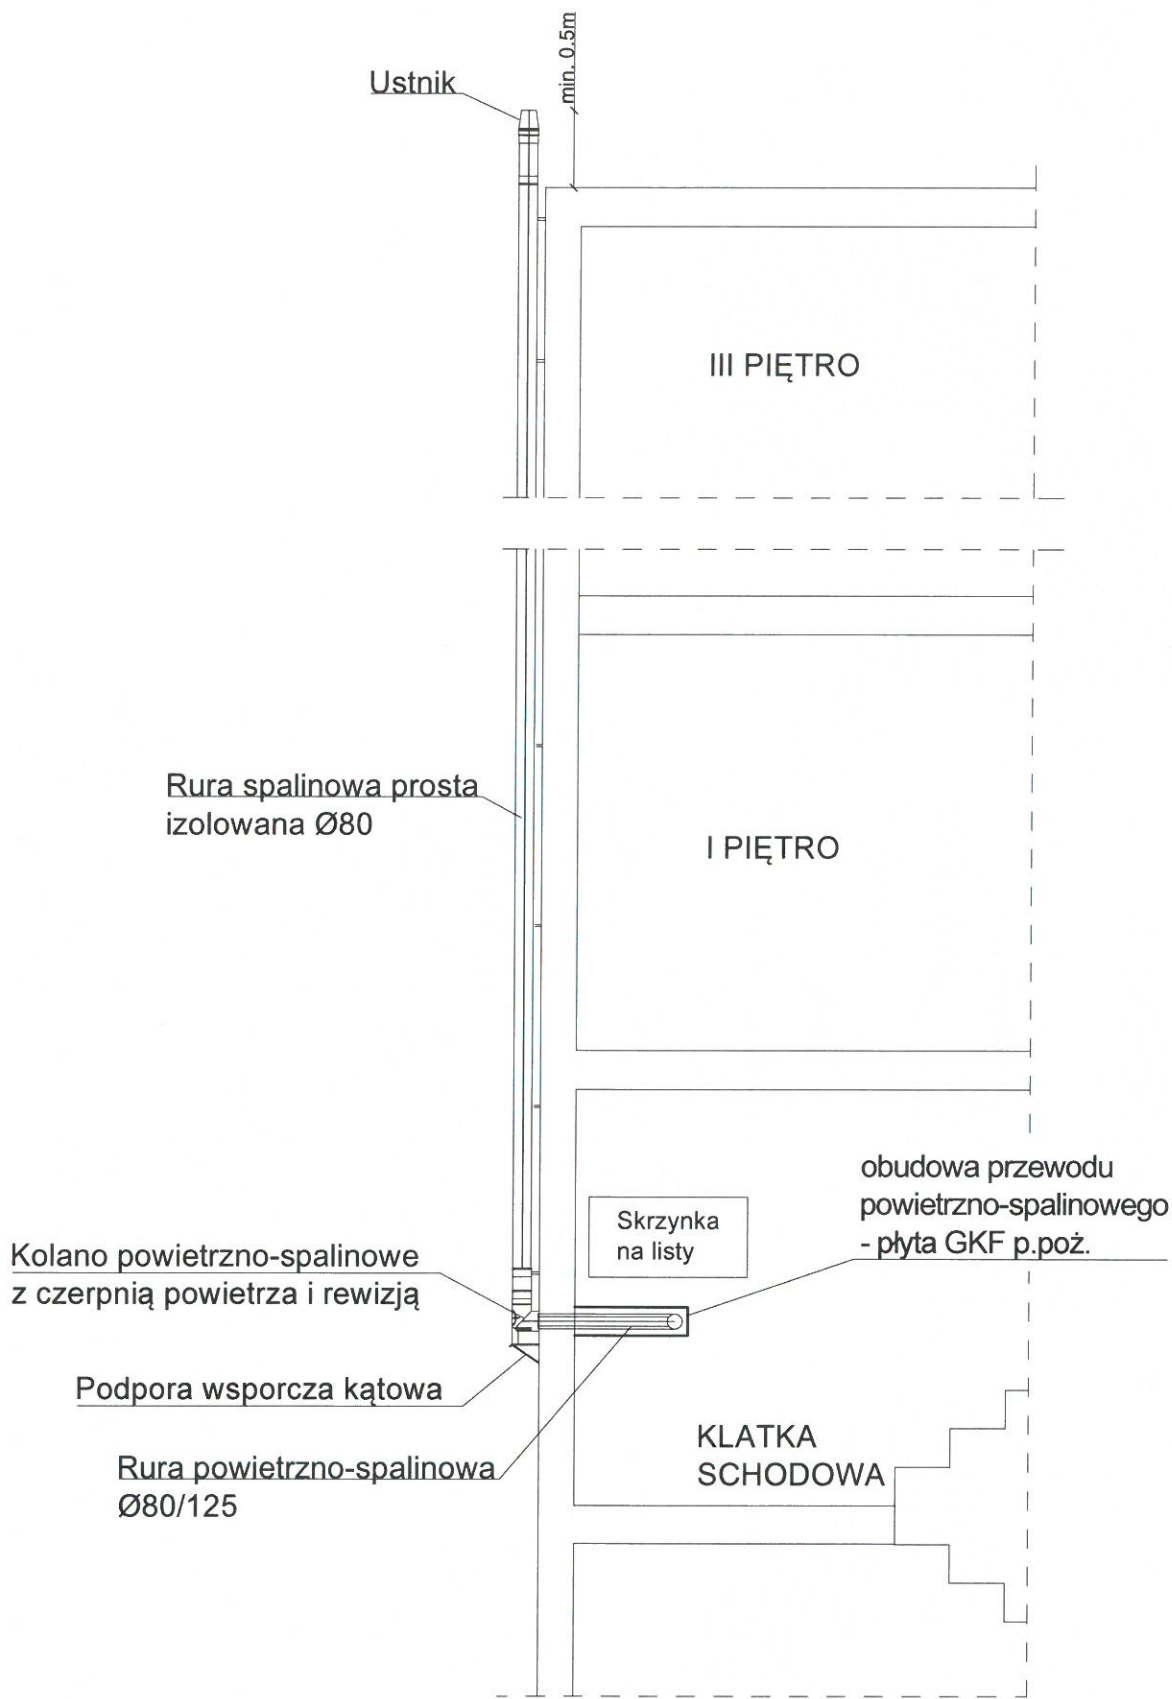 min. 0.5m
Ustnik
III PIĘTRO
Rura spalinowa prosta
izolowana Ø80
I PIĘTRO
obudowa przewodu
powietrzno-spalinowego
- płyta GKF p.poż.
Skrzynka
na listy
Kolano powietrzno-spalinowe
z czerpnią powietrza i rewizją
Podpora wsporcza kątowa
KLATKA
SCHODOWA
Rura powietrzno-spalinowa
Ø80/125